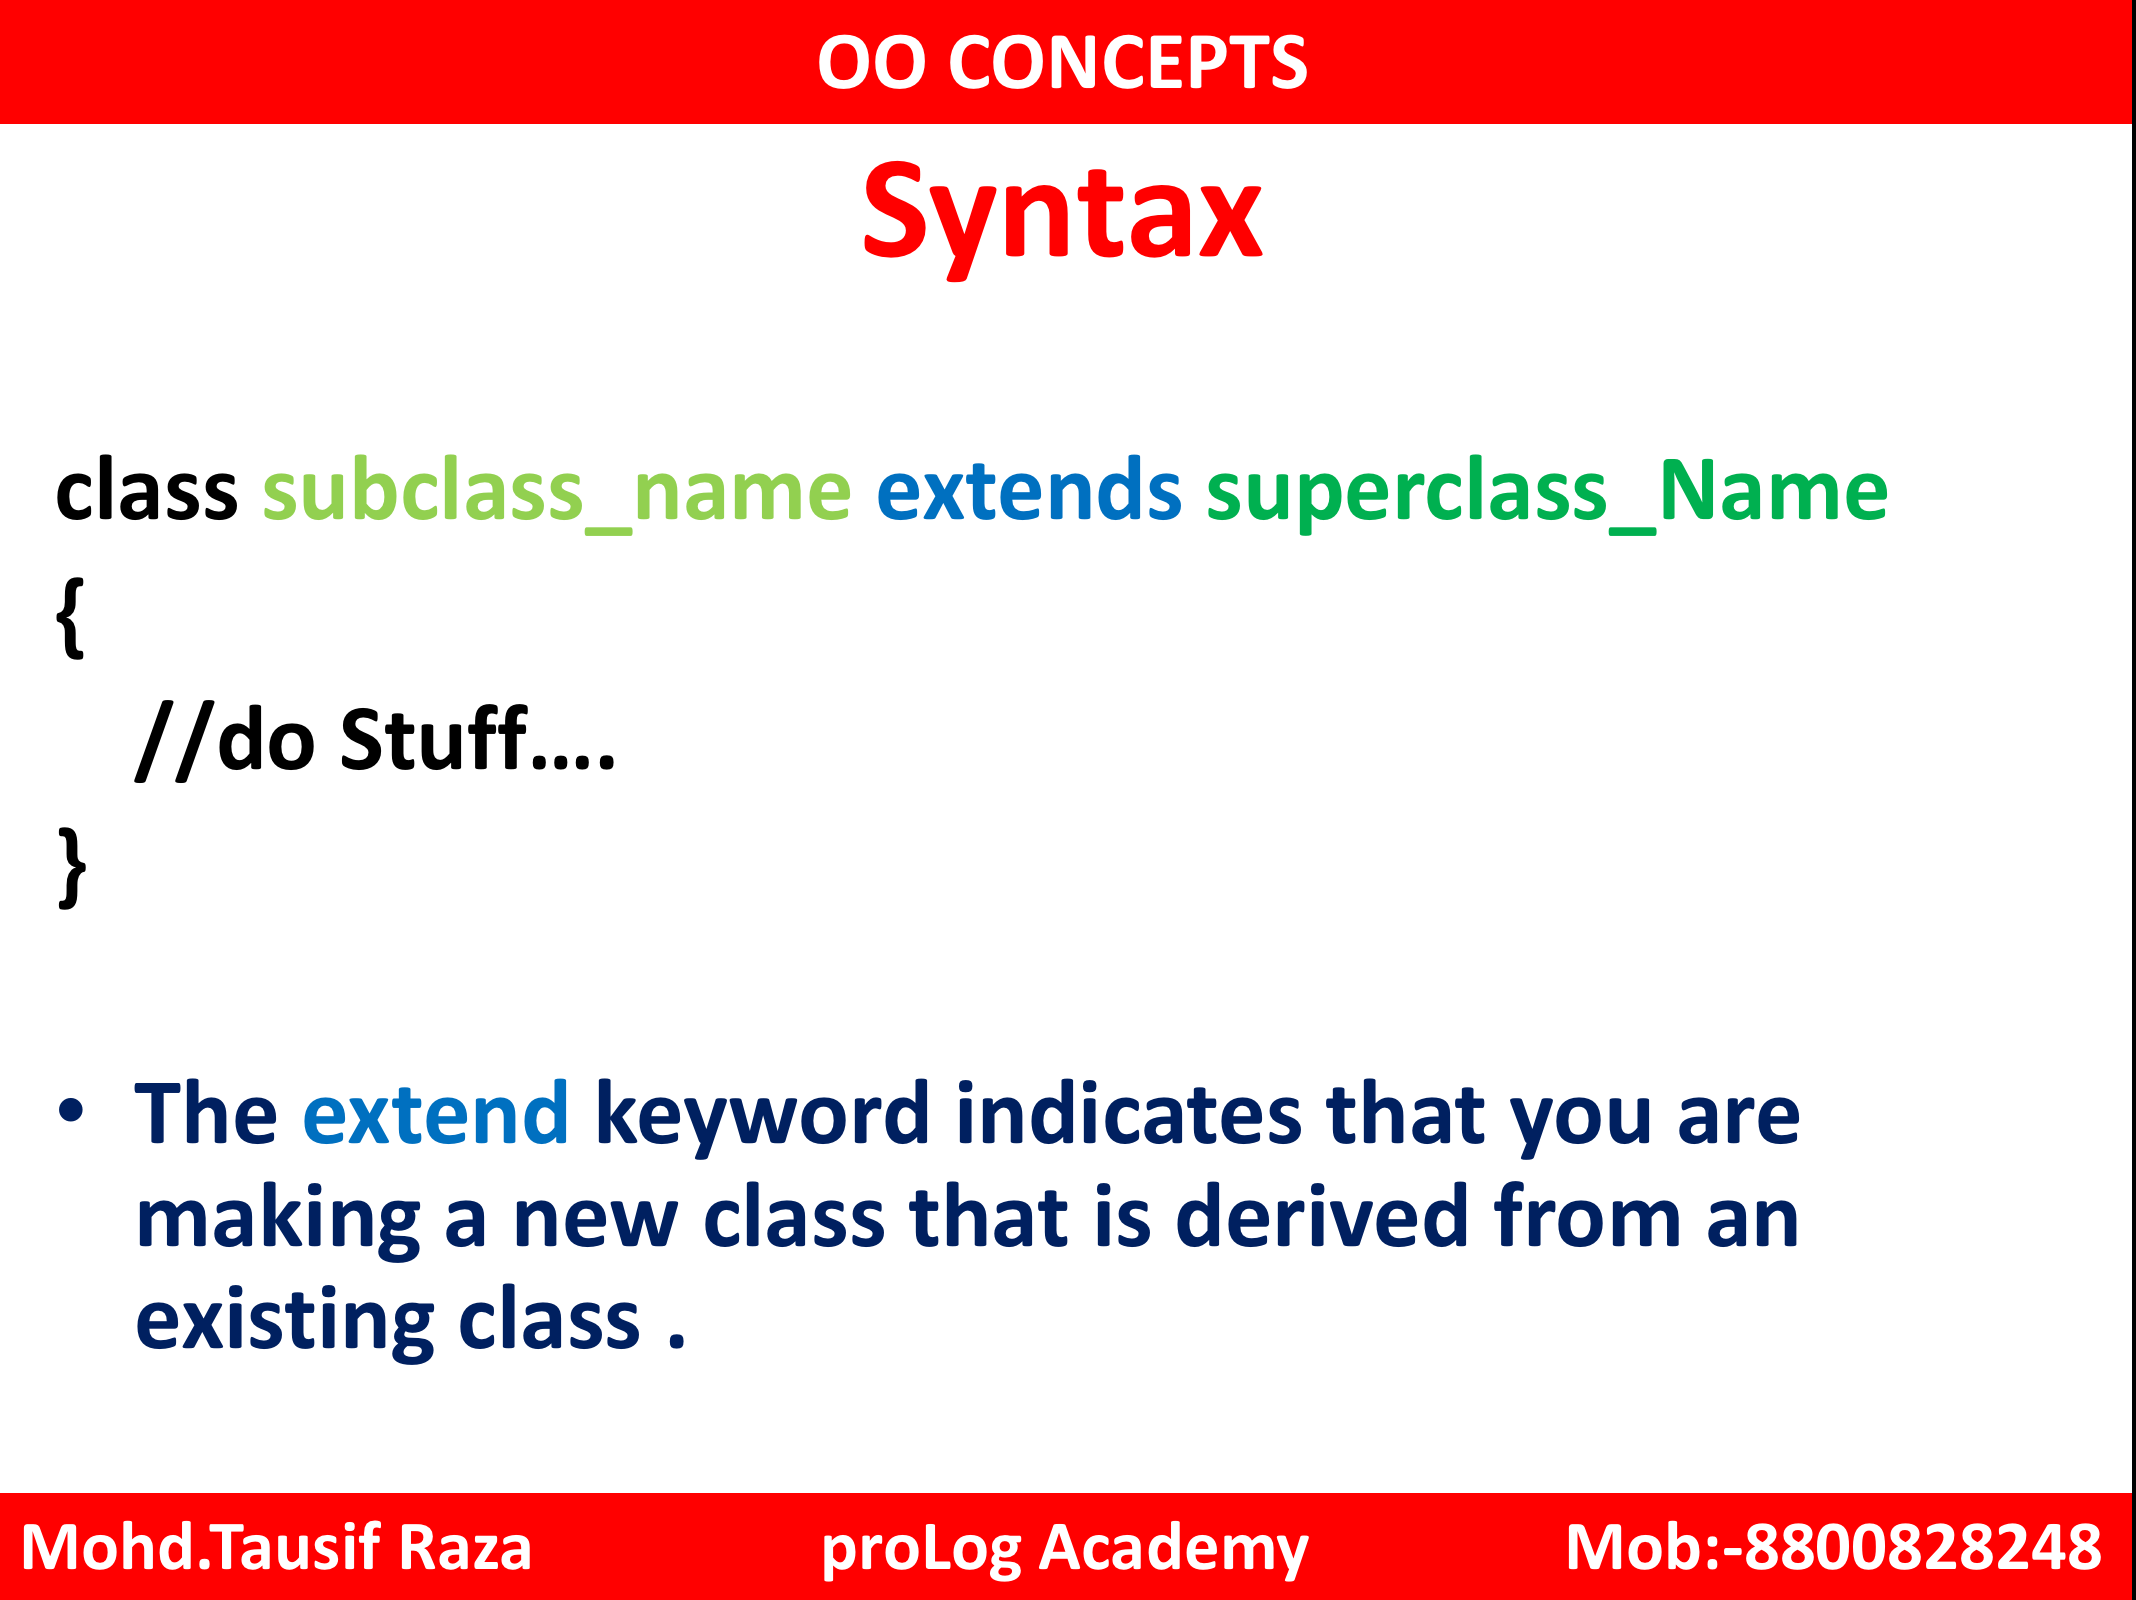 OO CONCEPTS
Syntax
class subclass_name extends superclass_Name
{
//do Stuff....
}
• The extend keyword indicates that you are
making a new class that is derived from an
existing class .
Mohd.Tausif Raza proLog Academy Mob:-8800828248